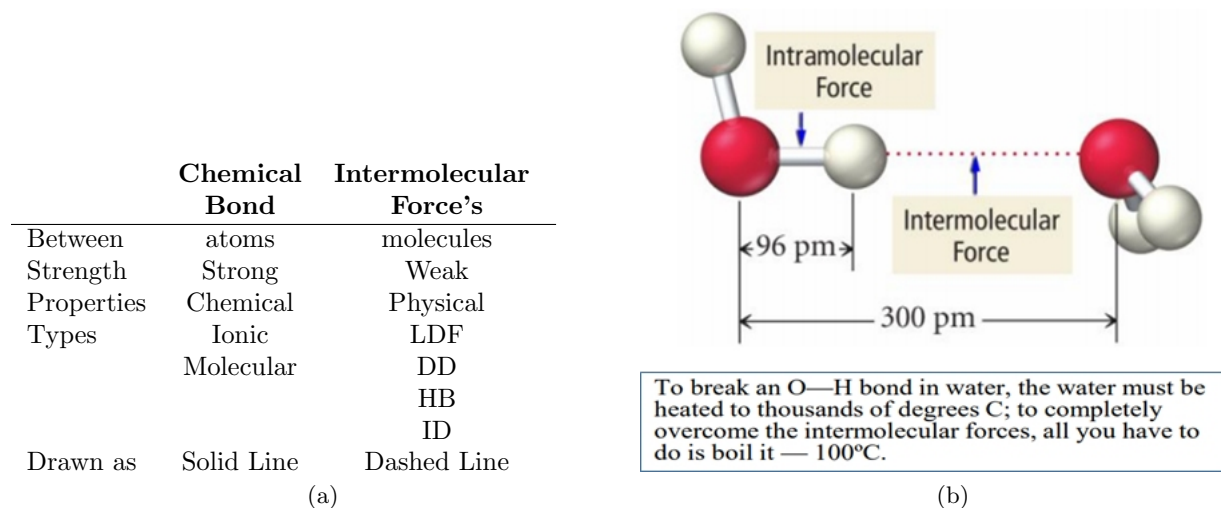 Chemical Intermolecular
Bond Force's
Between atoms molecules
Strength Strong Weak
Properties Chemical Physical
Types Ionic LDF
Molecular DD
HB
ID
Drawn as Solid Line Dashed Line
(a)
Intramolecular
Force
Intermolecular
Force
96 pm
300 pm
To break an O—H bond in water, the water must be
heated to thousands of degrees C; to completely
overcome the intermolecular forces, all you have to
do is boil it — 100ºC.
(b)